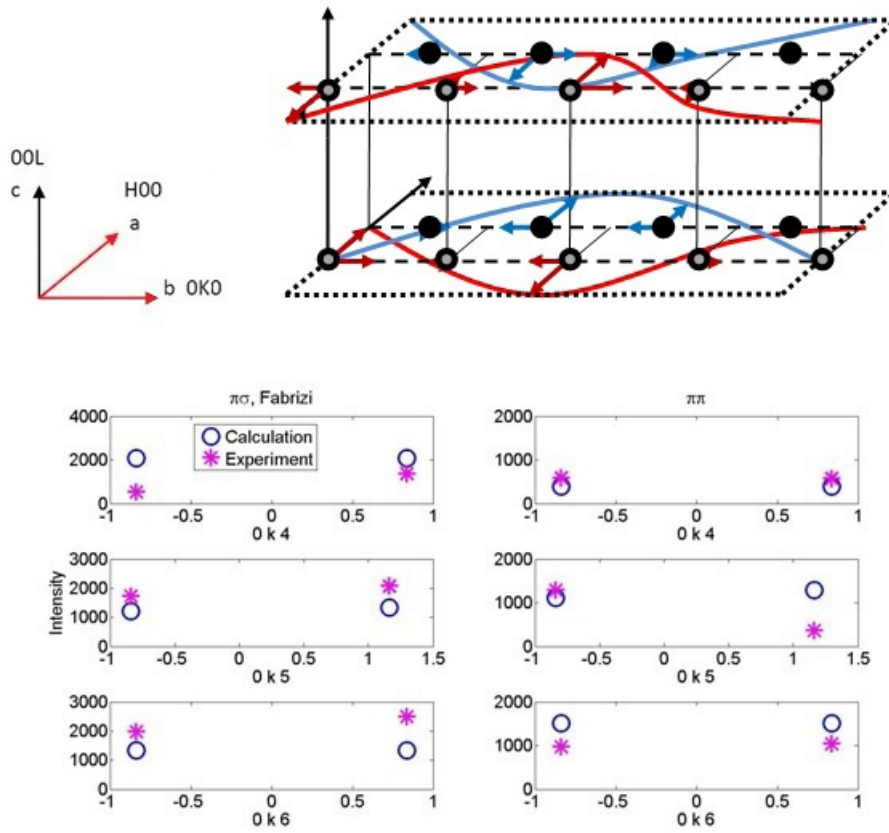 00L
c
H00
a
b 0K0
πσ, Fabrizi
4000
2000
0
Calculation
Experiment
-1 -0.5 0 0.5 1
0 k 4
ππ
2000
1000
0
-1 -0.5 0 0.5 1
0 k 4
Intensity
3000
2000
1000
0
-1 -0.5 0 0.5 1 1.5
0 k 5
2000
1000
0
-1 -0.5 0 0.5 1 1.5
0 k 5
3000
2000
1000
0
-1 -0.5 0 0.5 1
0 k 6
2000
1000
0
-1 -0.5 0 0.5 1
0 k 6